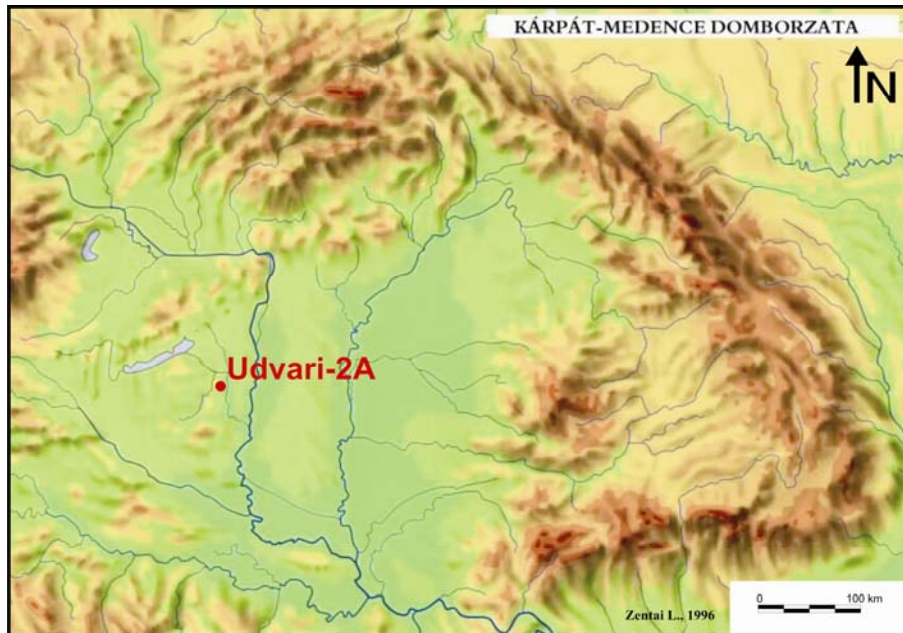 KÁRPÁT-MEDENCE DOMBORZATA
N
Udvari-2A
Zentai L., 1996
0 100 km